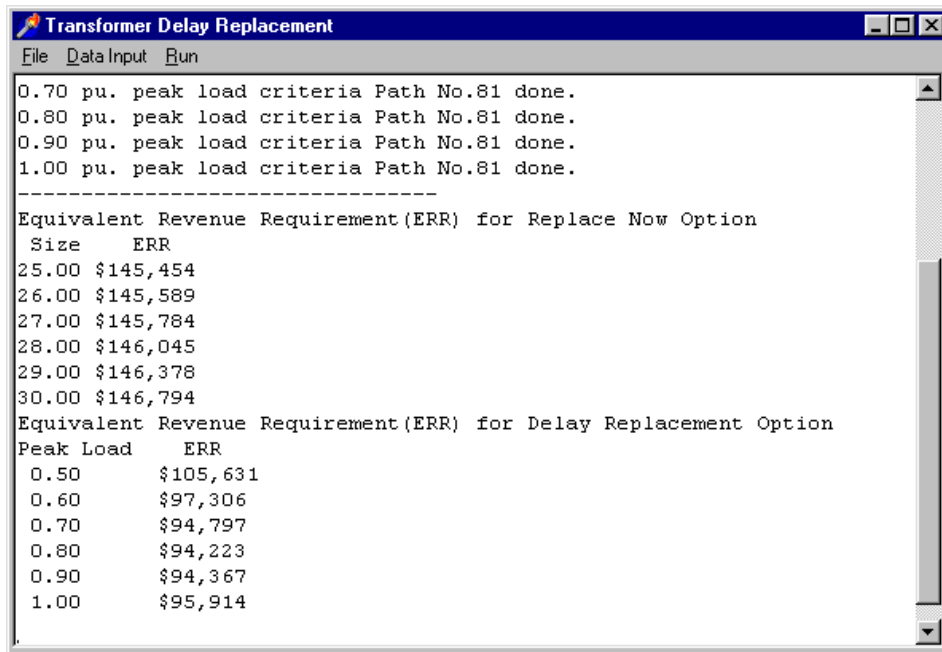 Transformer Delay Replacement
File Data Input Run
0.70 pu. peak load criteria Path No.81 done.
0.80 pu. peak load criteria Path No.81 done.
0.90 pu. peak load criteria Path No.81 done.
1.00 pu. peak load criteria Path No.81 done.
---------------------------------
Equivalent Revenue Requirement(ERR) for Replace Now Option
Size ERR
25.00 $145,454
26.00 $145,589
27.00 $145,784
28.00 $146,045
29.00 $146,378
30.00 $146,794
Equivalent Revenue Requirement(ERR) for Delay Replacement Option
Peak Load ERR
0.50 $105,631
0.60 $97,306
0.70 $94,797
0.80 $94,223
0.90 $94,367
1.00 $95,914